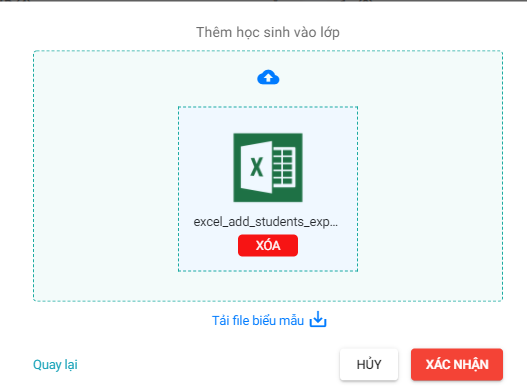 Thêm học sinh vào lớp
X
excel_add_students_exp...
XÓA
Tải file biểu mẫu
Quay lại
HỦY
XÁC NHẬN